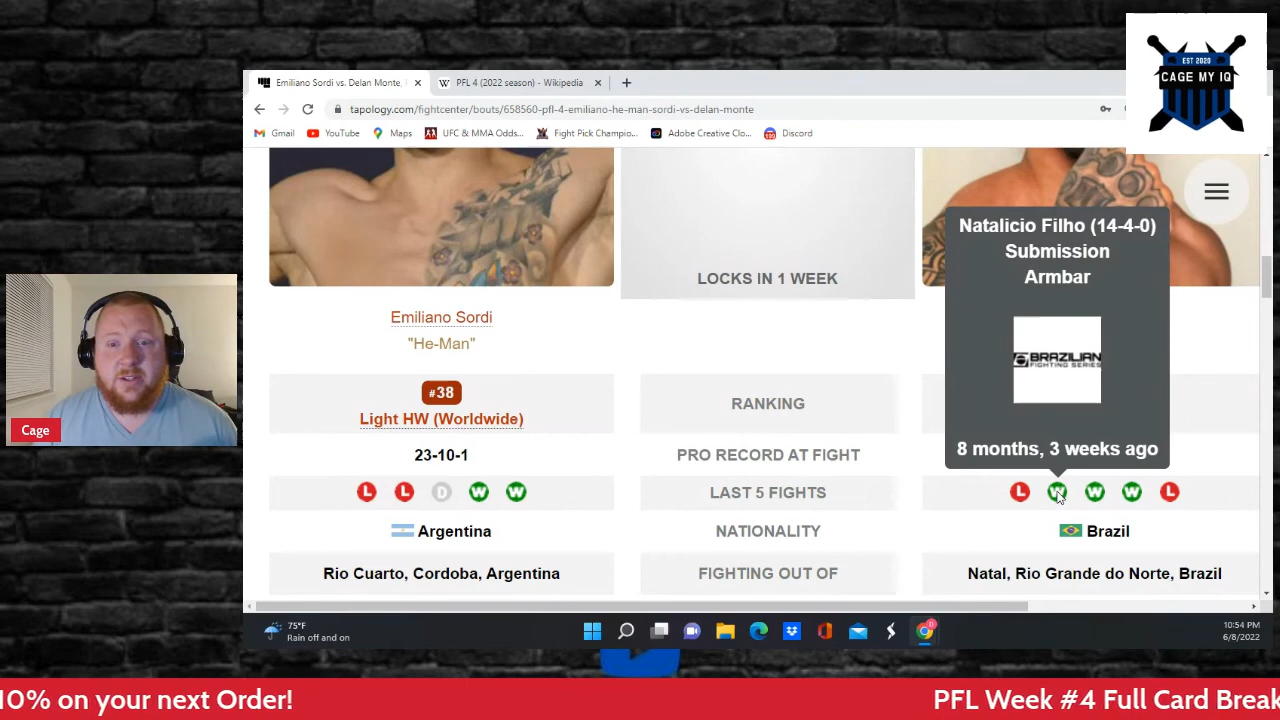 EST 2020
CAGE MY IQ
Emiliano Sordi vs. Delan Monte,
PFL 4 (2022 season) - Wikipedia
tapology.com/fightcenter/bouts/658560-pfl-4-emiliano-he-man-sordi-vs-delan-monte
Gmail
YouTube
Maps
UFC & MMA Odds...
Fight Pick Champio...
Adobe Creative Clo...
Discord
Natalicio Filho (14-4-0)
Submission
Armbar
BRAZILIAN
FIGHTING SERIES
8 months, 3 weeks ago
LOCKS IN 1 WEEK
Emiliano Sordi
"He-Man"
#38
Light HW (Worldwide)
RANKING
23-10-1
PRO RECORD AT FIGHT
L L D W W
LAST 5 FIGHTS
L W W W L
Argentina
NATIONALITY
Brazil
Rio Cuarto, Cordoba, Argentina
FIGHTING OUT OF
Natal, Rio Grande do Norte, Brazil
Cage
75°F
Rain off and on
10:54 PM
6/8/2022
10% on your next Order!
PFL Week #4 Full Card Break